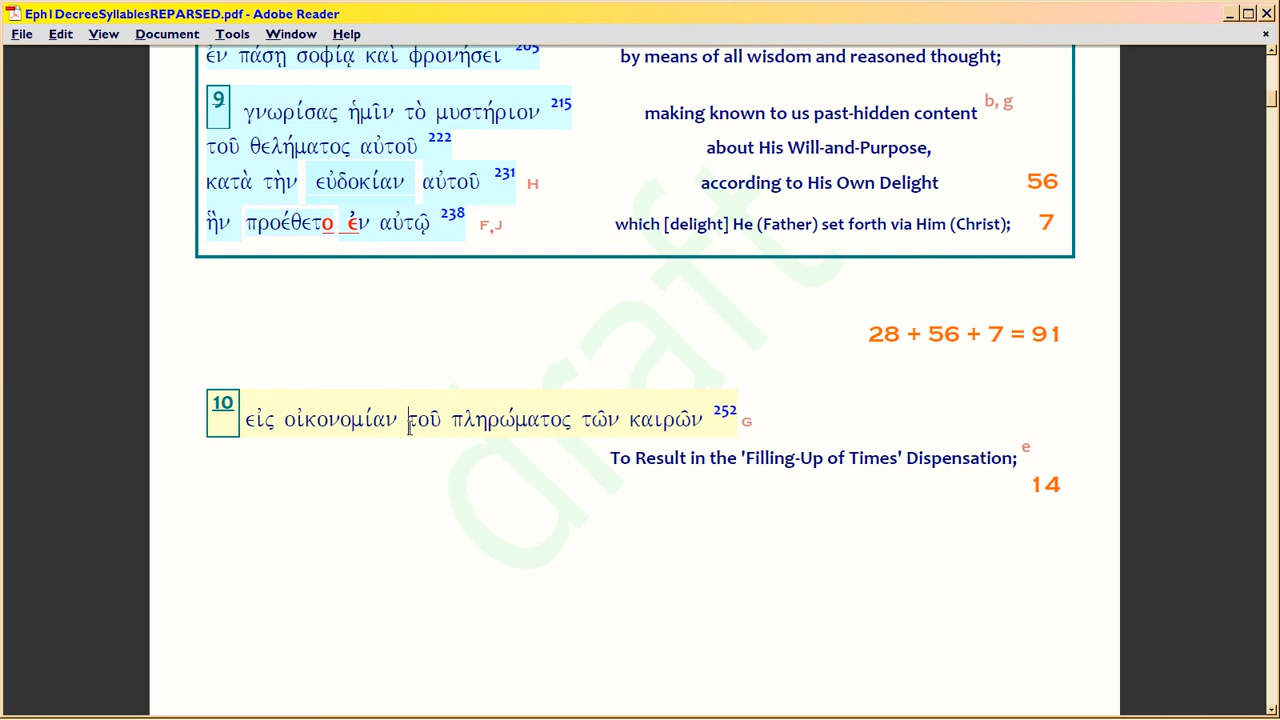 Eph1DecreeSyllablesREPARSED.pdf - Adobe Reader
File Edit View Document Tools Window Help
ἐν πάσῃ σοφίᾳ καὶ φρονήσει 205 by means of all wisdom and reasoned thought;
9 γνωρίσας ἡμῖν τὸ μυστήριον 215 making known to us past-hidden content b, g
τοῦ θελήματος αὐτοῦ 222 about His Will-and-Purpose,
κατὰ τὴν εὐδοκίαν αὐτοῦ 231 H according to His Own Delight 56
ἣν προέθετο ἐν αὐτῷ 238 F,J which [delight] He (Father) set forth via Him (Christ); 7
28 + 56 + 7 = 91
10 εἰς οἰκονομίαν τοῦ πληρώματος τῶν καιρῶν 252 G
To Result in the 'Filling-Up of Times' Dispensation; e
14
draft